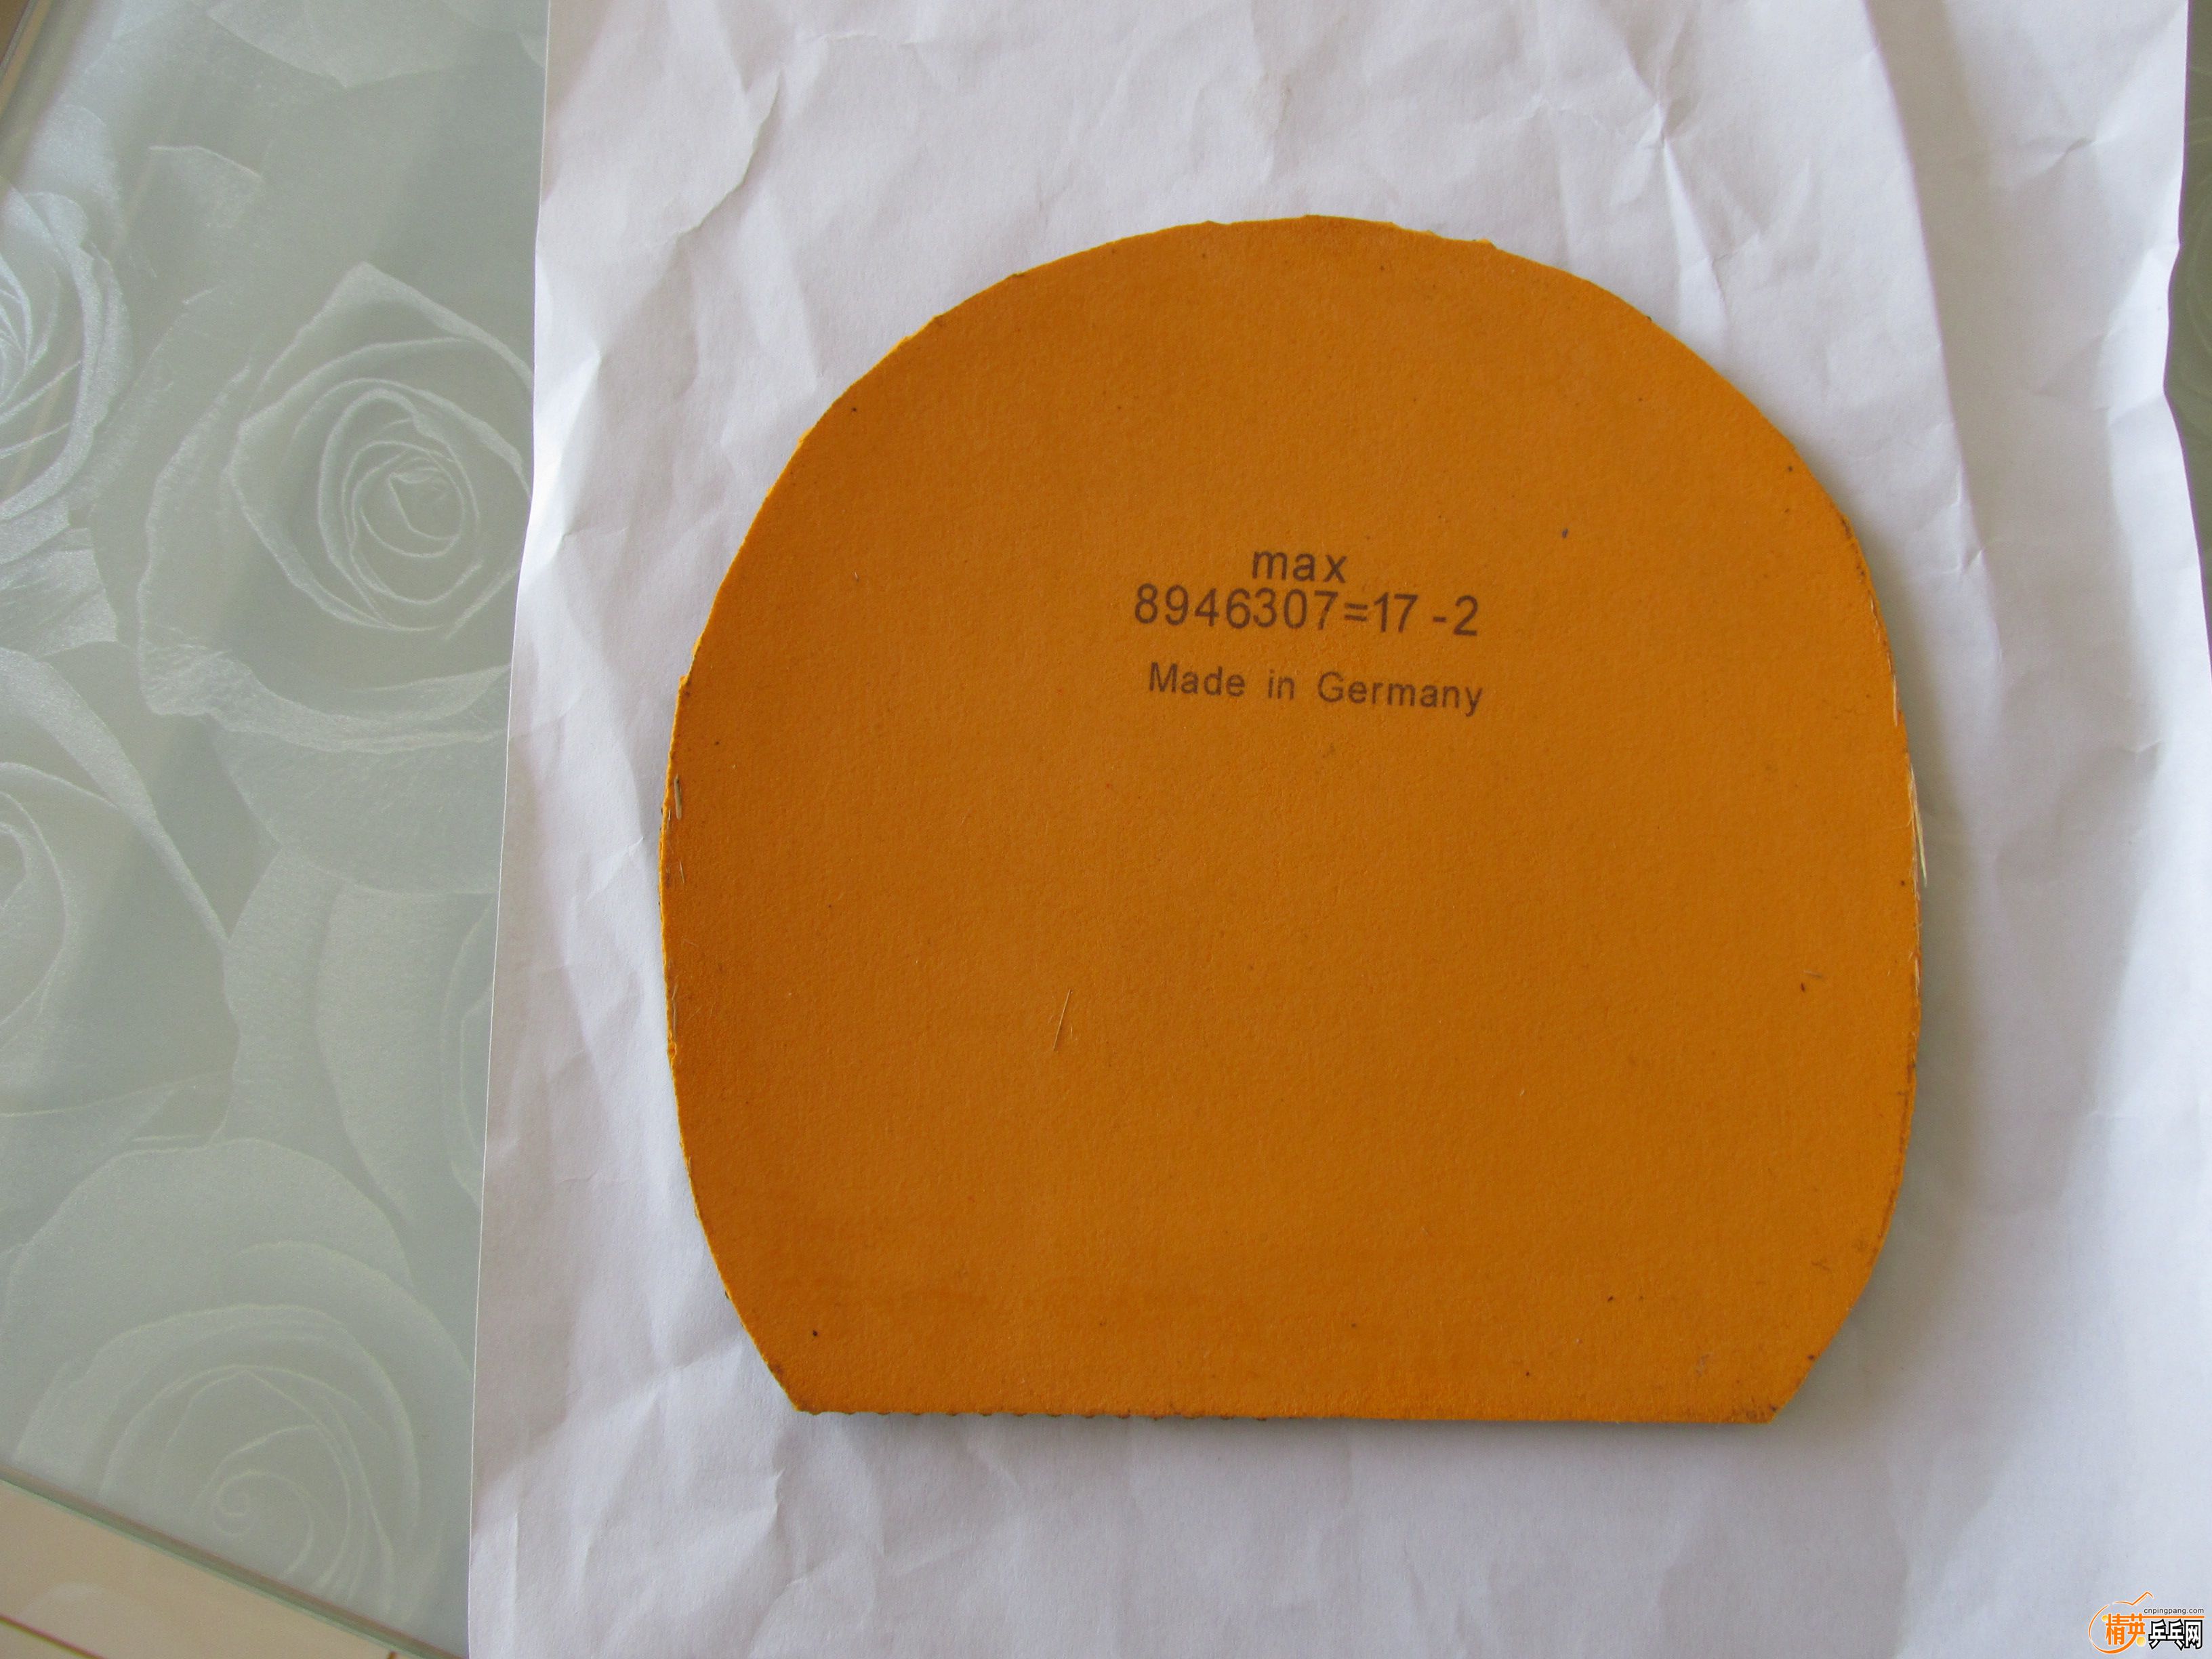 max
8946307=17-2
Made in Germany
cnpingpang.com
精英乒乓网